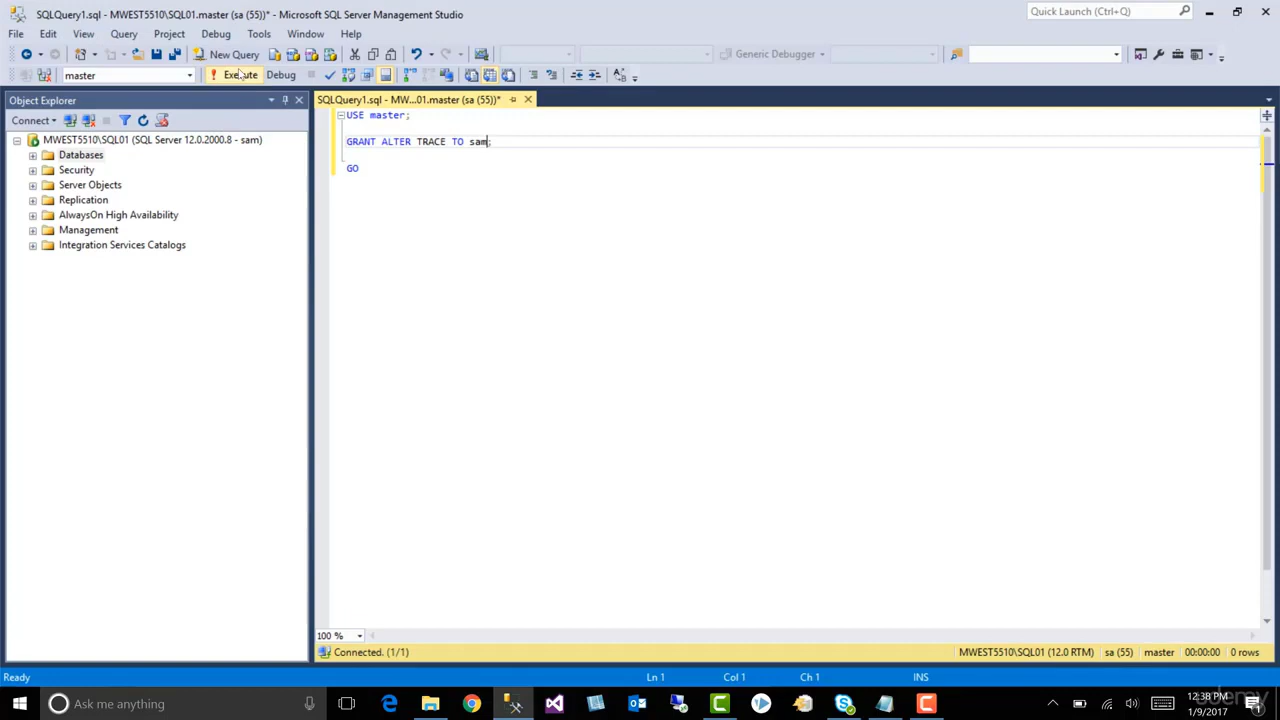 SQLQuery1.sql - MWEST5510\SQL01.master (sa (55))* - Microsoft SQL Server Management Studio
Quick Launch (Ctrl+Q)
File Edit View Query Project Debug Tools Window Help
New Query
Generic Debugger
master
Execute Debug
Object Explorer
SQLQuery1.sql - MW...01.master (sa (55))*
Connect
USE master;
MWEST5510\SQL01 (SQL Server 12.0.2000.8 - sam)
GRANT ALTER TRACE TO sam;
Databases
GO
Security
Server Objects
Replication
AlwaysOn High Availability
Management
Integration Services Catalogs
100 %
Connected. (1/1)
MWEST5510\SQL01 (12.0 RTM) sa (55) master 00:00:00 0 rows
Ready
Ln 1 Col 1 Ch 1 INS
Ask me anything
12:38 PM
1/9/2017
udemy